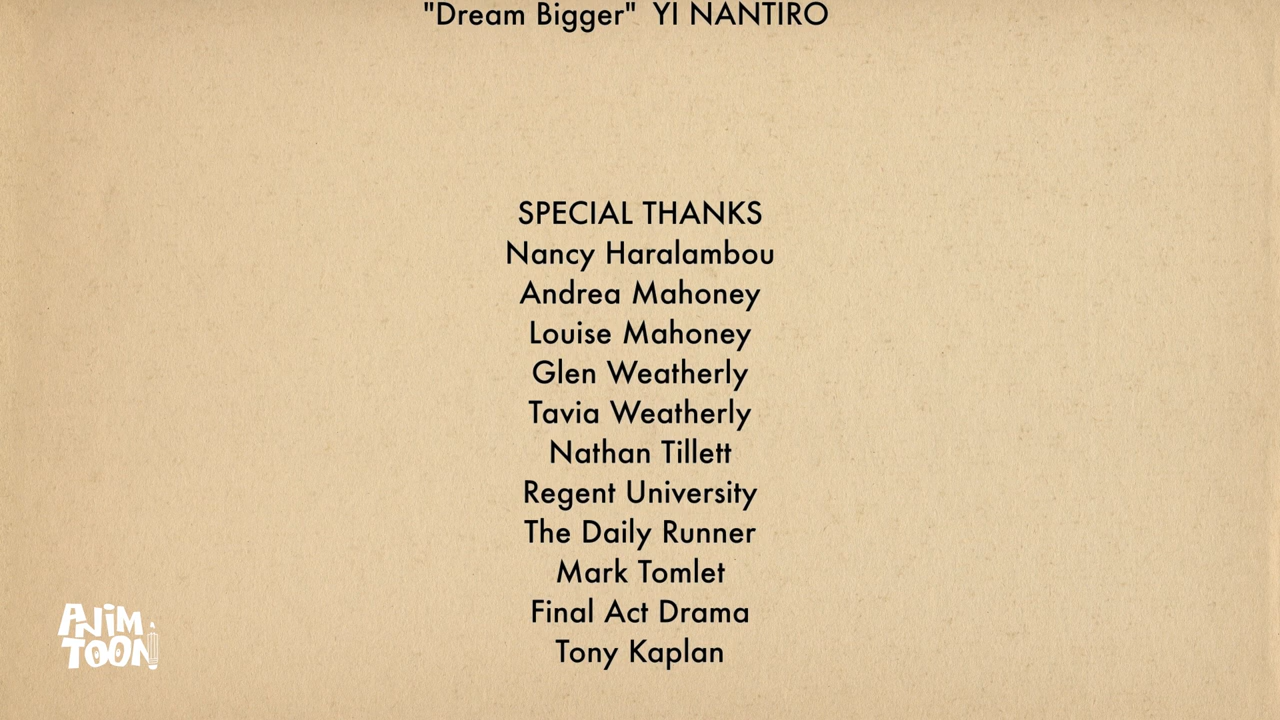 "Dream Bigger" YI NANTIRO
SPECIAL THANKS
Nancy Haralambou
Andrea Mahoney
Louise Mahoney
Glen Weatherly
Tavia Weatherly
Nathan Tillett
Regent University
The Daily Runner
Mark Tomlet
Final Act Drama
Tony Kaplan
ANIM
TOON